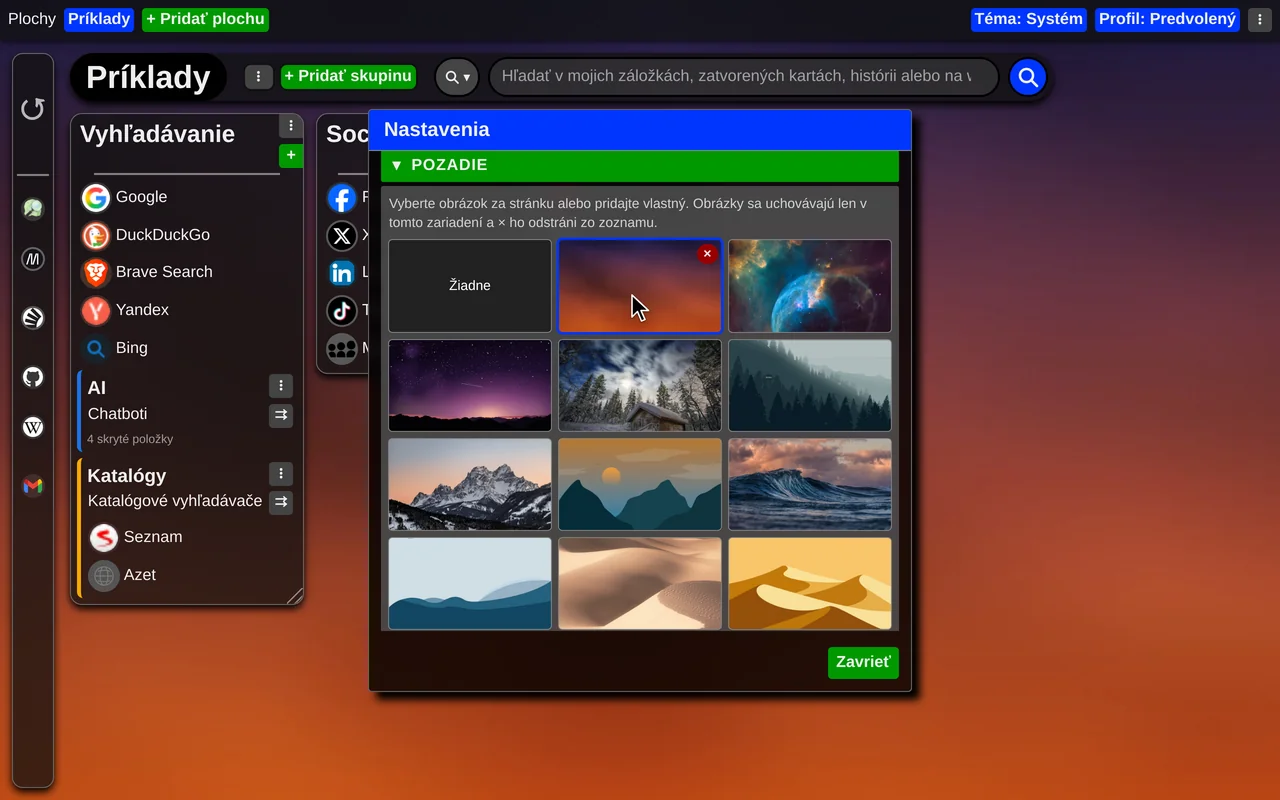 Plochy Príklady + Pridať plochu Téma: Systém Profil: Predvolený
Príklady + Pridať skupinu Hľadať v mojich záložkách, zatvorených kartách, histórii alebo na
Vyhľadávanie
+
Google
DuckDuckGo
Brave Search
Yandex
Bing
AI
Chatboti
4 skryté položky
Katalógy
Katalógové vyhľadávače
Seznam
Azet
Soc
Nastavenia
▼ POZADIE
Vyberte obrázok za stránku alebo pridajte vlastný. Obrázky sa uchovávajú len v
tomto zariadení a × ho odstráni zo zoznamu.
Žiadne
Zavrieť